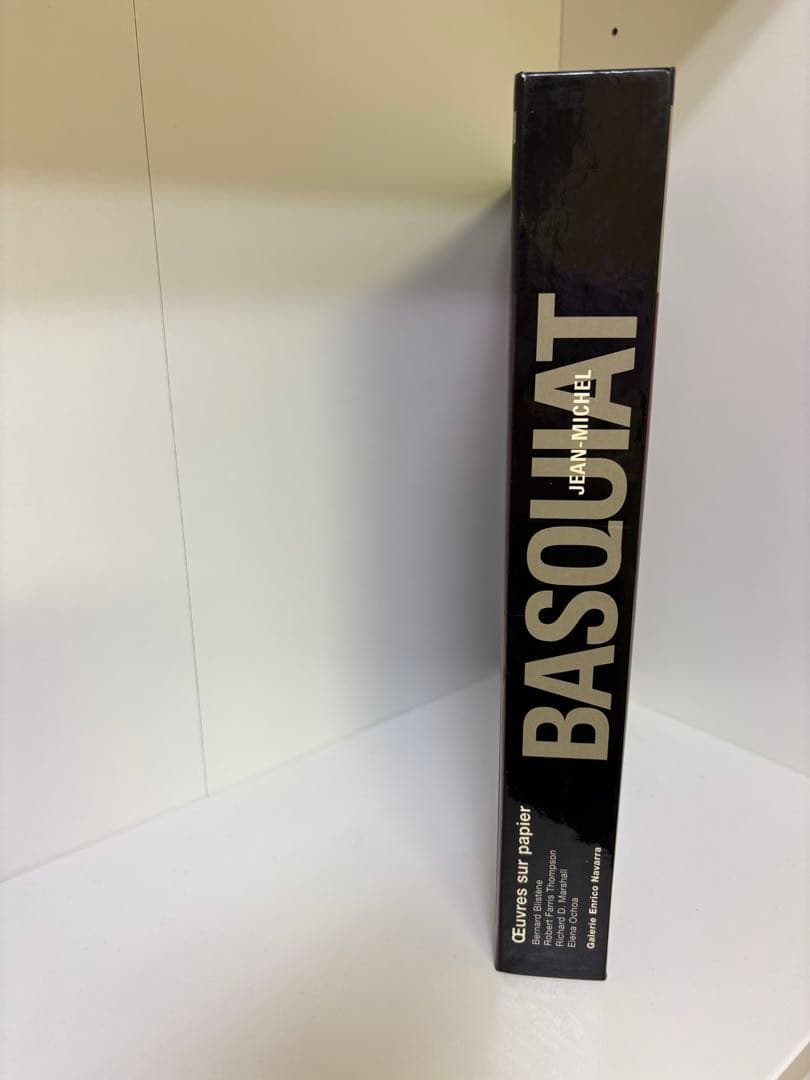 Œuvres sur papier
Bernard Blistène
Robert Farris Thompson
Richard D. Marshall
Elena Ochoa
Galerie Enrico Navarra
BASQUIAT
JEAN-MICHEL